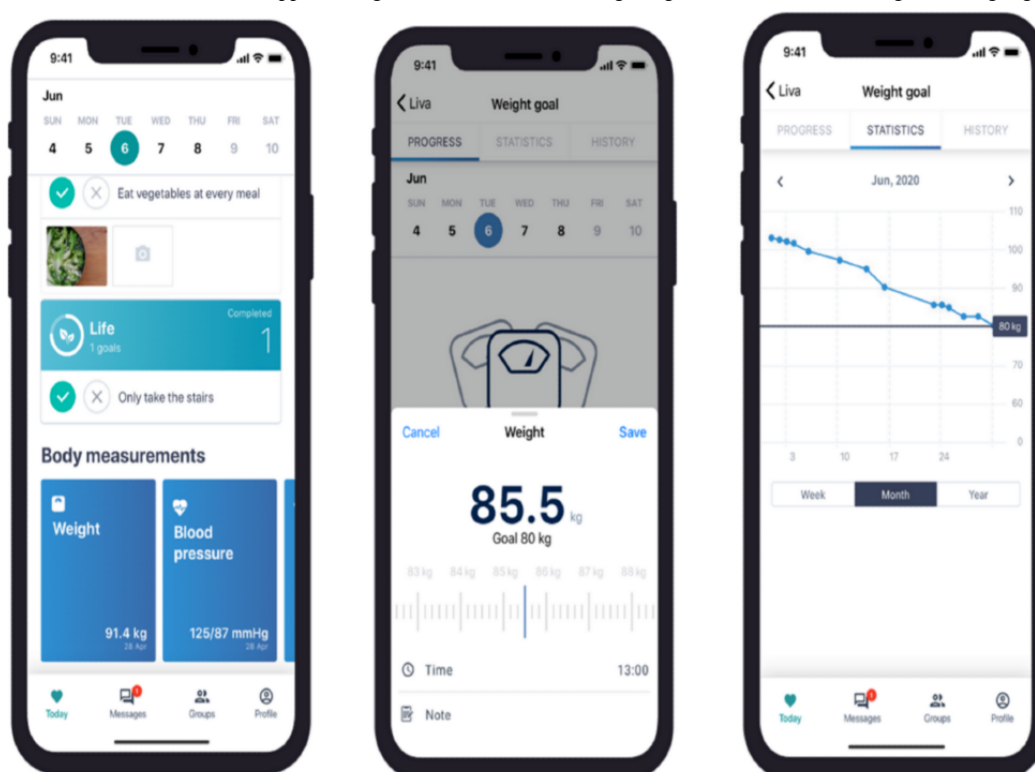 9:41
Jun
SUN MON TUE WED THU FRI SAT
4 5 6 7 8 9 10
Eat vegetables at every meal
Life
1 goals
Completed
1
Only take the stairs
Body measurements
Weight
91.4 kg
28 Apr
Blood
pressure
125/87 mmHg
28 Apr
1
Today Messages Groups Profile
9:41
Liva Weight goal
PROGRESS STATISTICS HISTORY
Jun
SUN MON TUE WED THU FRI SAT
4 5 6 7 8 9 10
Cancel Weight Save
85.5 kg
Goal 80 kg
83 kg 84 kg 85 kg 86 kg 87 kg 88 kg
Time 13:00
Note
9:41
Liva Weight goal
PROGRESS STATISTICS HISTORY
Jun, 2020
110
100
90
80 kg
70
60
0
3 10 17 24
Week Month Year
Today Messages Groups Profile